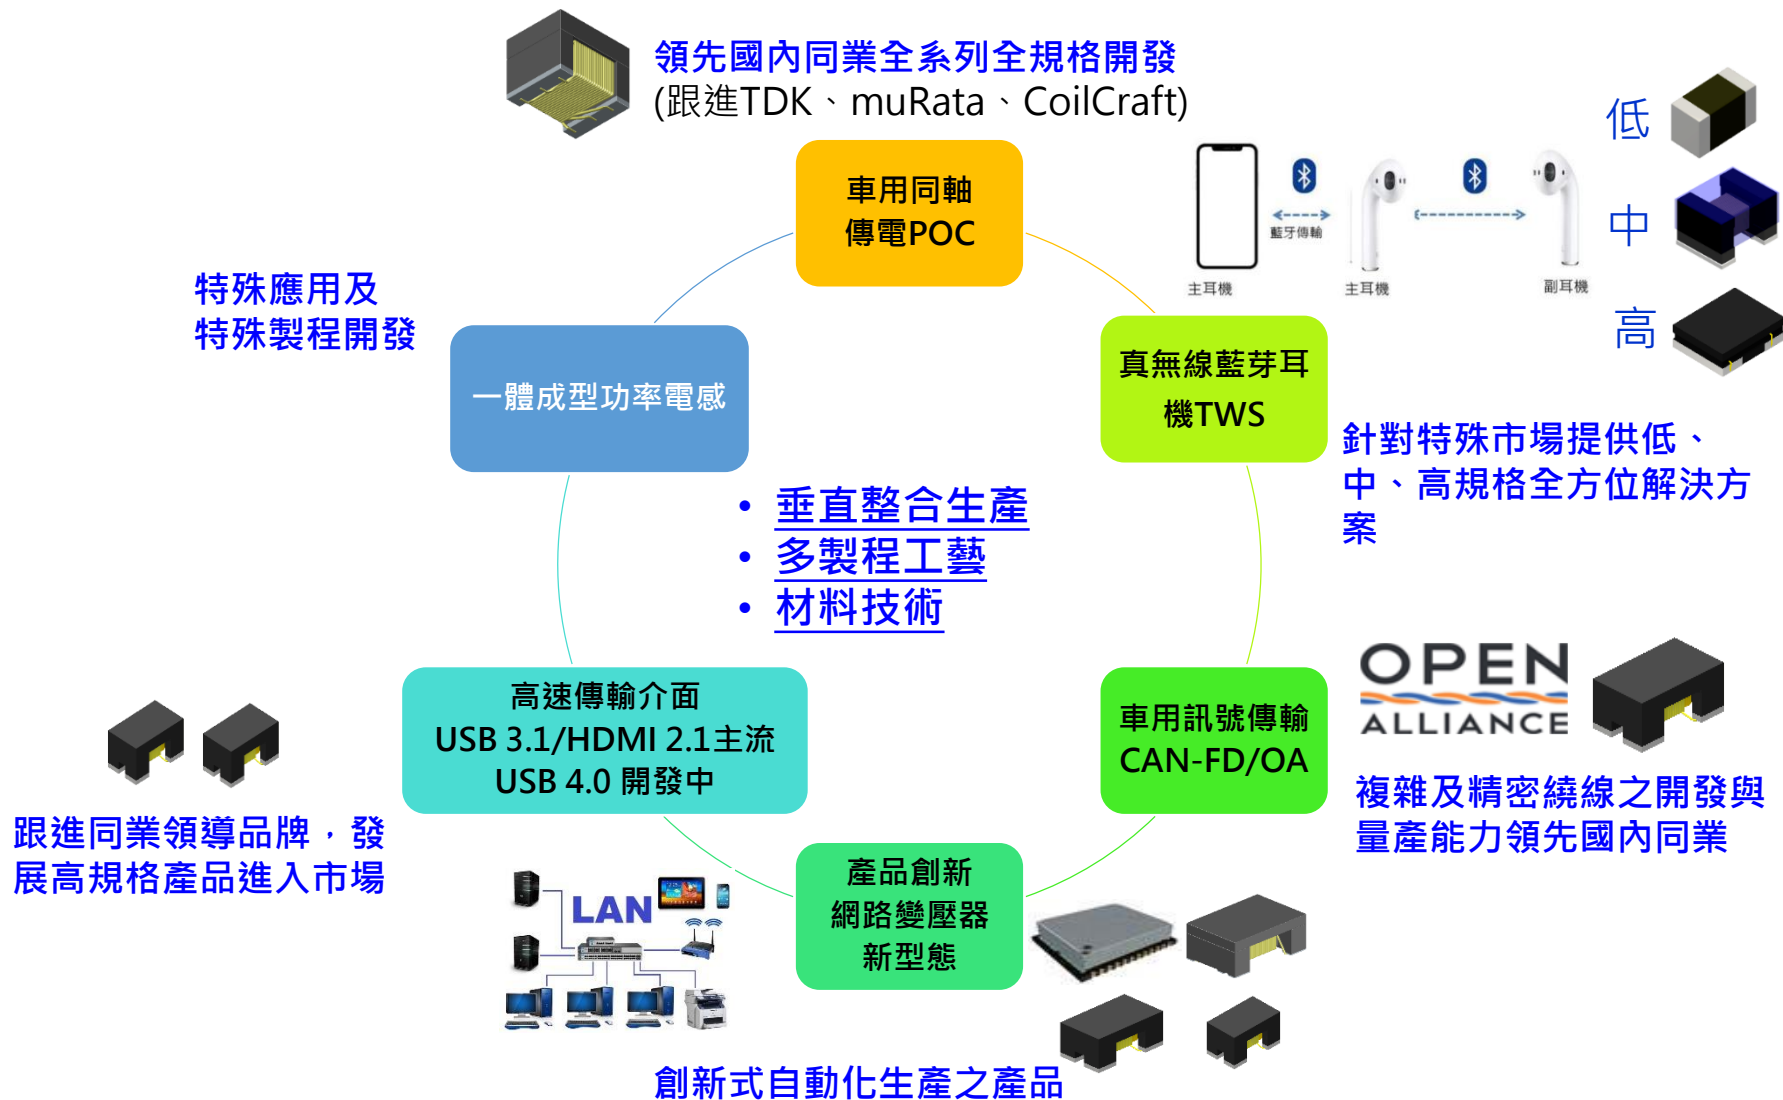 領先國內同業全系列全規格開發
(跟進TDK、muRata、CoilCraft)
低
中
高
藍牙傳輸
主耳機
主耳機
副耳機
車用同軸
傳電POC
特殊應用及
特殊製程開發
一體成型功率電感
真無線藍芽耳
機TWS
針對特殊市場提供低、
中、高規格全方位解決方
案
• 垂直整合生產
• 多製程工藝
• 材料技術
高速傳輸介面
USB 3.1/HDMI 2.1主流
USB 4.0 開發中
車用訊號傳輸
CAN-FD/OA
OPEN
ALLIANCE
複雜及精密繞線之開發與
量產能力領先國內同業
跟進同業領導品牌，發
展高規格產品進入市場
產品創新
網路變壓器
新型態
LAN
創新式自動化生產之產品